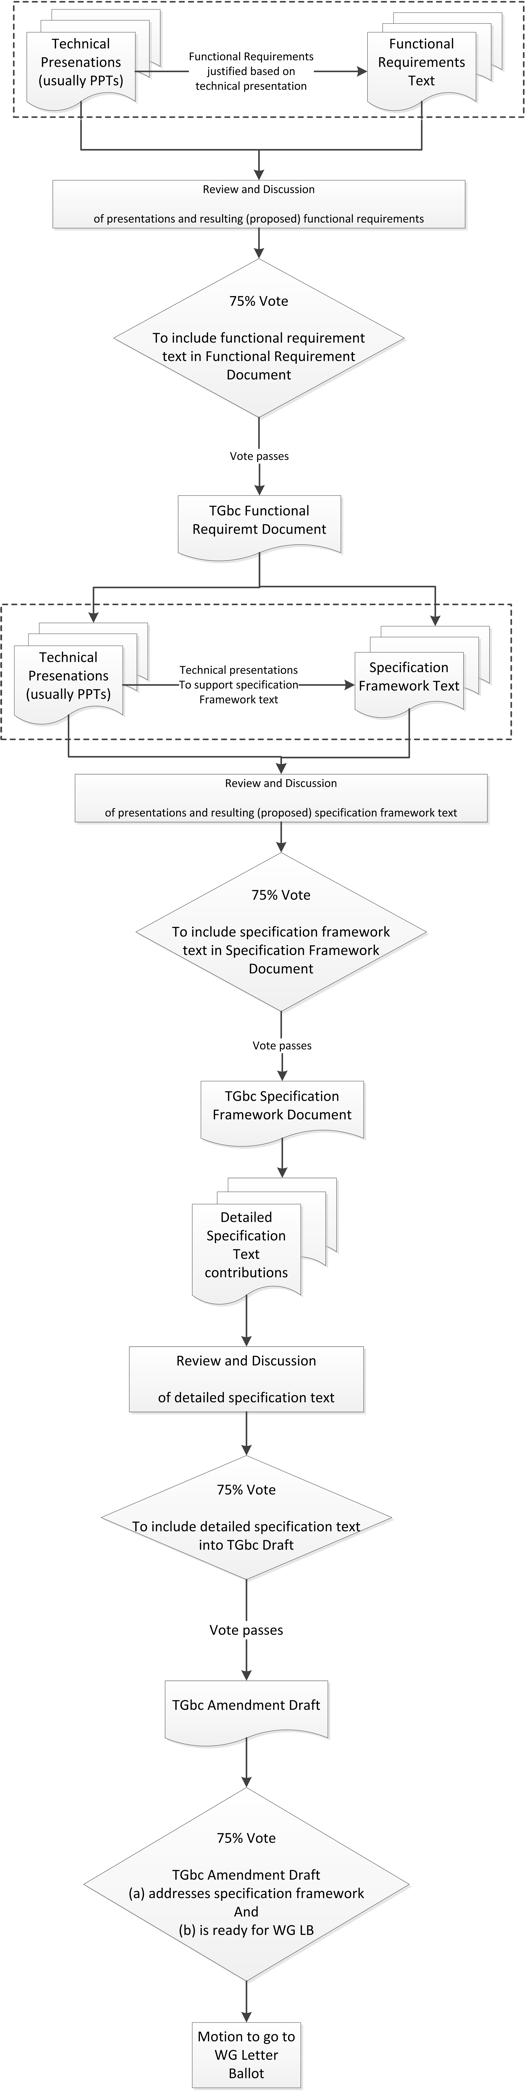 Technical
Presenations
(usually PPTs)
Functional Requirements
justified based on
technical presentation
Functional
Requirements
Text
Review and Discussion
of presentations and resulting (proposed) functional requirements
75% Vote
To include functional requirement
text in Functional Requirement
Document
Vote passes
TGbc Functional
Requiremt Document
Technical
Presenations
(usually PPTs)
Technical presentations
To support specification
Framework text
Specification
Framework Text
Review and Discussion
of presentations and resulting (proposed) specification framework text
75% Vote
To include specification framework
text in Specification Framework
Document
Vote passes
TGbc Specification
Framework Document
Detailed
Specification
Text
contributions
Review and Discussion
of detailed specification text
75% Vote
To include detailed specification text
into TGbc Draft
Vote passes
TGbc Amendment Draft
75% Vote
TGbc Amendment Draft
(a) addresses specification framework
And
(b) is ready for WG LB
Motion to go to
WG Letter
Ballot